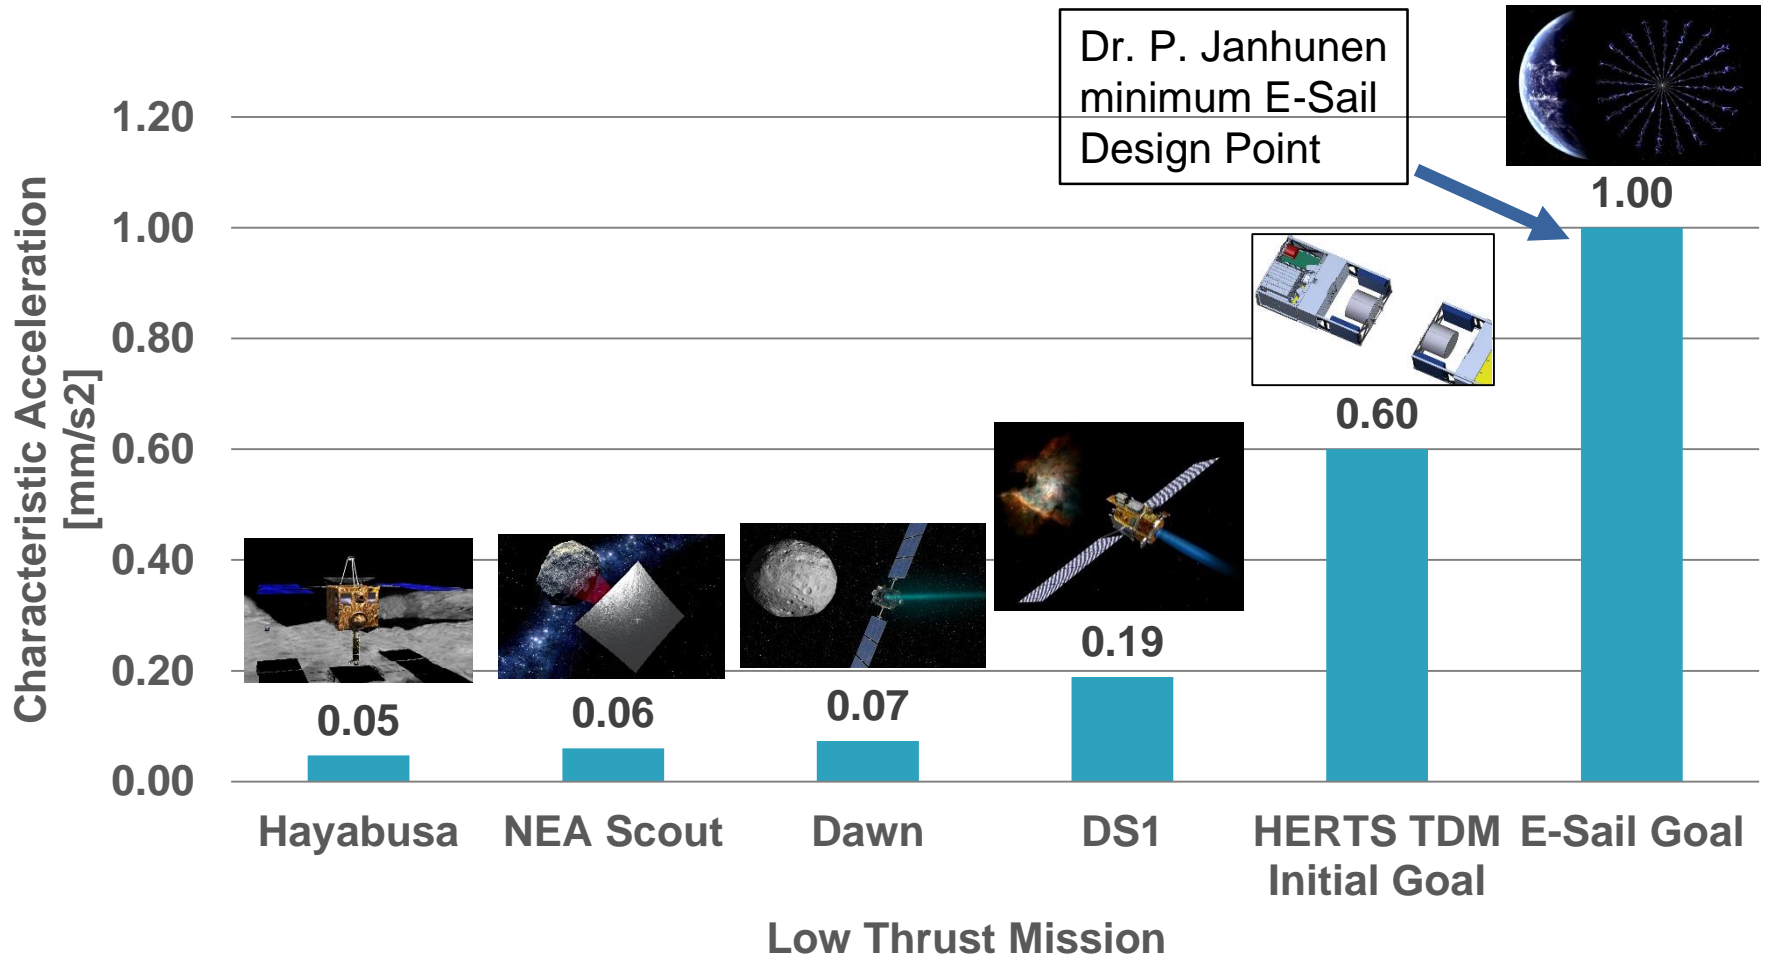 Dr. P. Janhunen
minimum E-Sail
Design Point
1.20
1.00
0.80
0.60
0.40
0.20
0.00
Characteristic Acceleration
[mm/s2]
0.05
0.06
0.07
0.19
0.60
1.00
Hayabusa
NEA Scout
Dawn
DS1
HERTS TDM
Initial Goal
E-Sail Goal
Low Thrust Mission